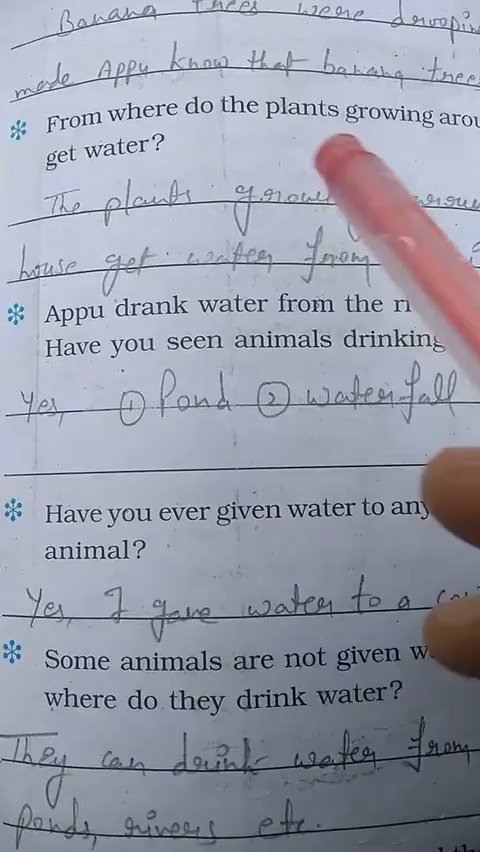 Banana trees were drooping
made Appu know that banana trees
From where do the plants growing
get water?
The plants
house get water from
Appu drank water from the
Have you seen animals drinking
Yes, ① Pond ② waterfall
Have you ever given water to any
animal?
Yes, I gave water to a
Some animals are not given
where do they drink water?
They can drink water from
ponds, rivers etc.